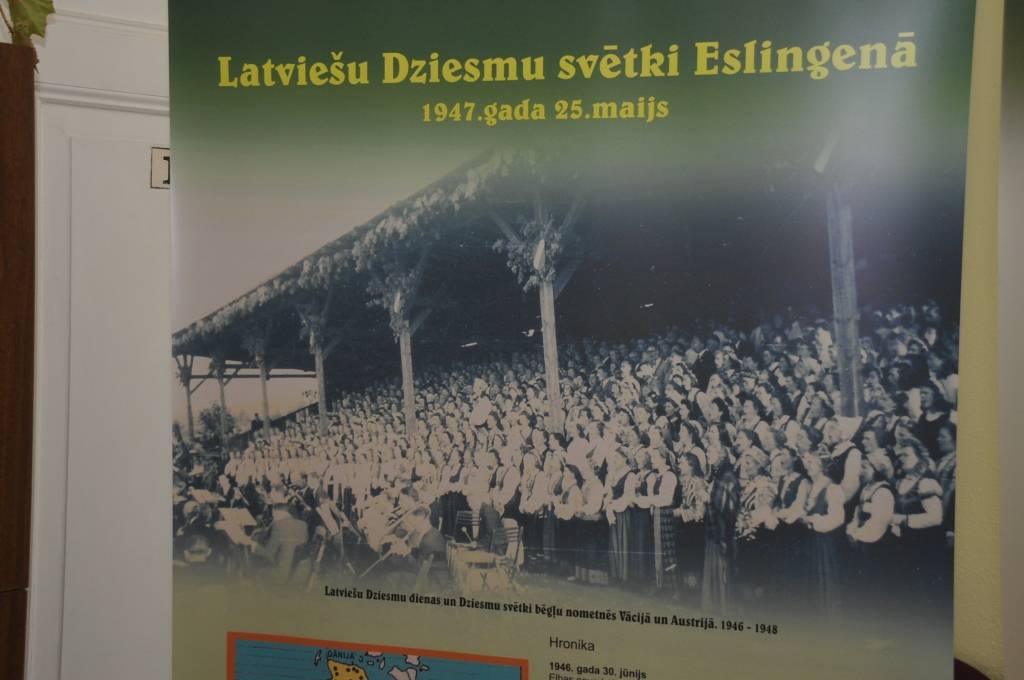 Latviešu Dziesmu svētki Eslingenā
1947.gada 25.maijs
Latviešu Dziesmu dienas un Dziesmu svētki bēgļu nometnēs Vācijā un Austrijā. 1946 - 1948
Hronika
DĀNIJA
1946. gada 30. jūnijs